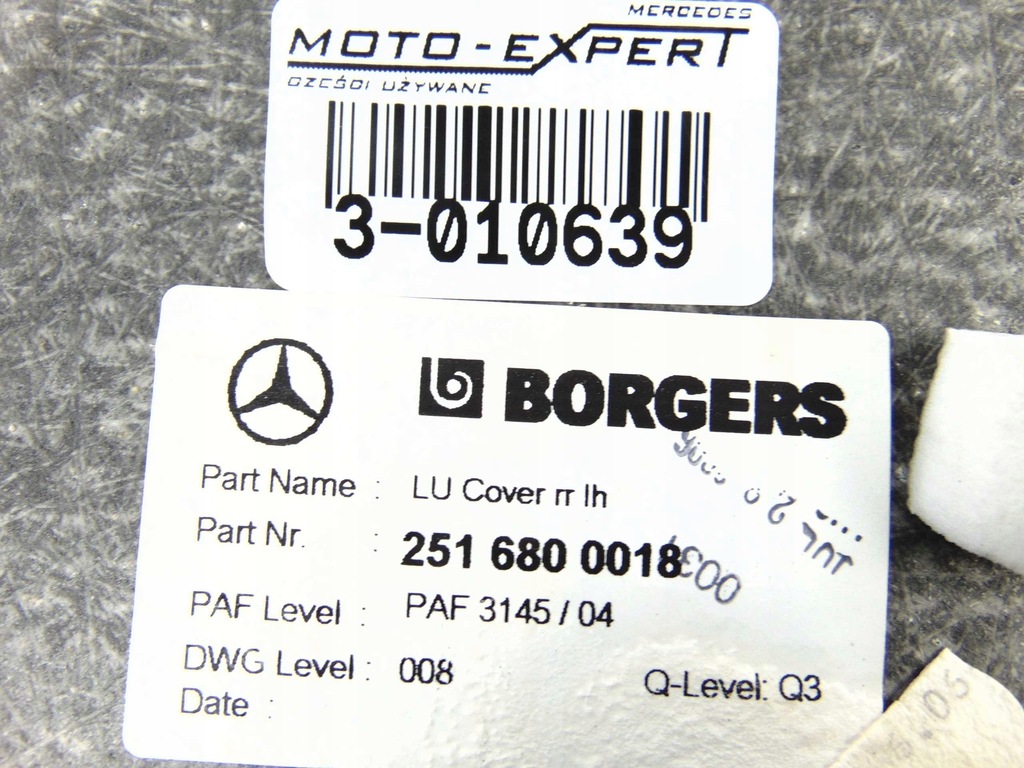 MERCEDES
MOTO-EXPERT
CZĘŚCI UŻYWANE
3-010639
BORGERS
Part Name : LU Cover rr lh
Part Nr. : 251 680 0018
0031
PAF Level : PAF 3145 / 04
DWG Level : 008
Q-Level: Q3
Date :